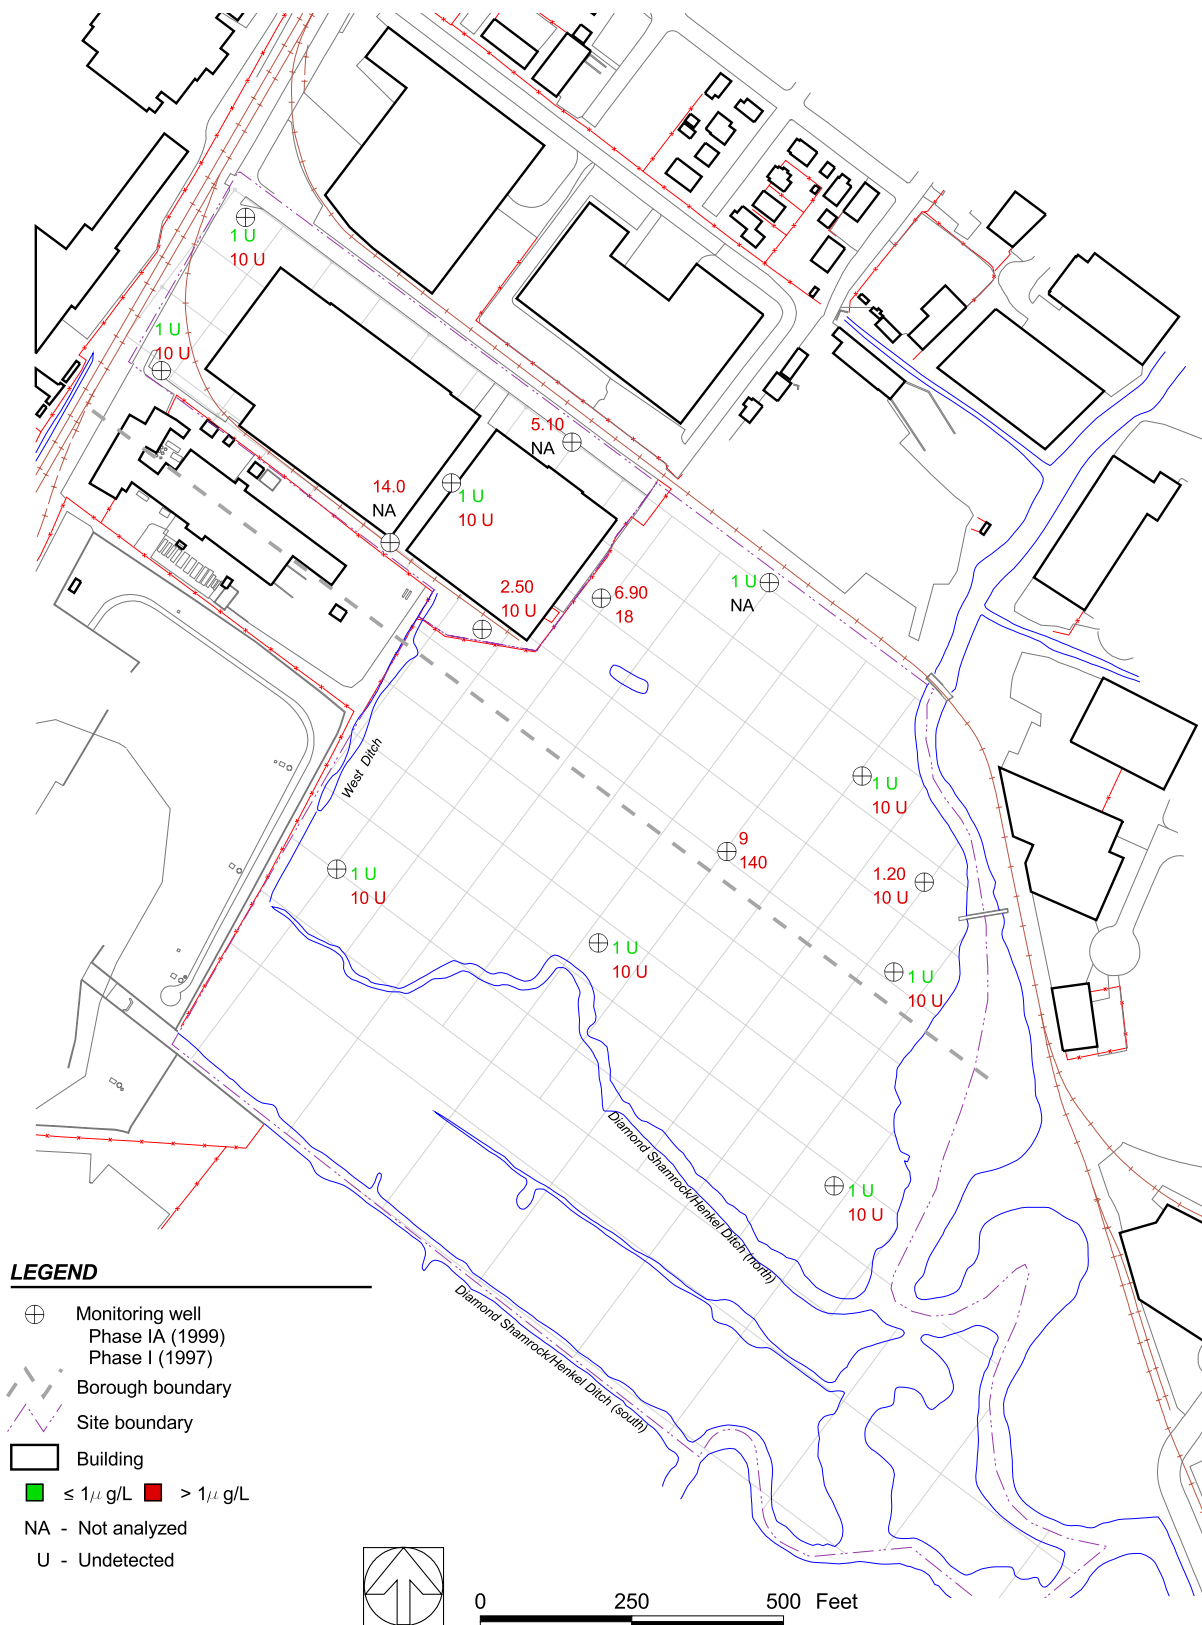 1 U
10 U
1 U
10 U
5.10
NA
14.0
NA
1 U
10 U
2.50
10 U
6.90
18
1 U
NA
West Ditch
1 U
10 U
9
140
1.20
10 U
1 U
10 U
1 U
10 U
1 U
10 U
Diamond Shamrock/Henkel Ditch (north)
1 U
10 U
Diamond Shamrock/Henkel Ditch (south)
LEGEND
Monitoring well
Phase IA (1999)
Phase I (1997)
Borough boundary
Site boundary
Building
≤ 1μ g/L > 1μ g/L
NA - Not analyzed
U - Undetected
0 250 500 Feet